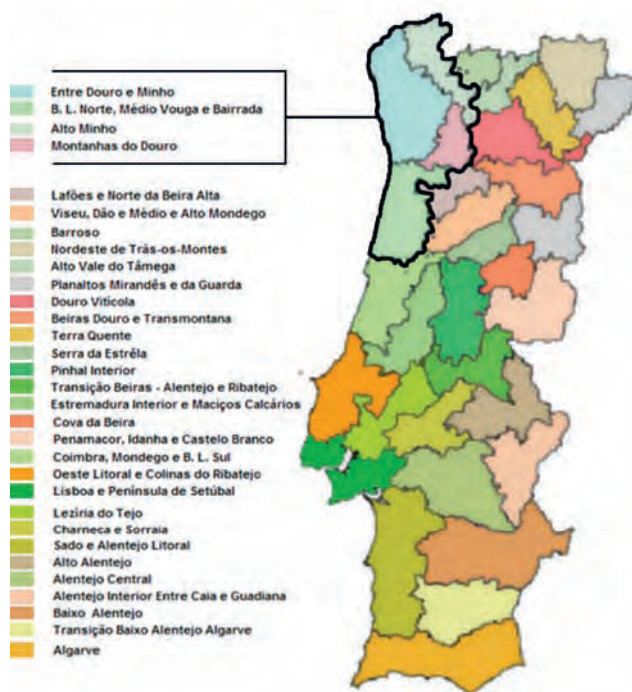 Entre Douro e Minho
B. L. Norte, Médio Vouga e Bairrada
Alto Minho
Montanhas do Douro
Lafões e Norte da Beira Alta
Viseu, Dão e Médio e Alto Mondego
Barroso
Nordeste de Trás-os-Montes
Alto Vale do Tâmega
Planaltos Mirandês e da Guarda
Douro Vitícola
Beiras Douro e Transmontana
Terra Quente
Serra da Estrêla
Pinhal Interior
Transição Beiras - Alentejo e Ribatejo
Estremadura Interior e Maciços Calcários
Cova da Beira
Penamacor, Idanha e Castelo Branco
Coimbra, Mondego e B. L. Sul
Oeste Litoral e Colinas do Ribatejo
Lisboa e Península de Setúbal
Lezíria do Tejo
Charneca e Sorraia
Sado e Alentejo Litoral
Alto Alentejo
Alentejo Central
Alentejo Interior Entre Caia e Guadiana
Baixo Alentejo
Transição Baixo Alentejo Algarve
Algarve